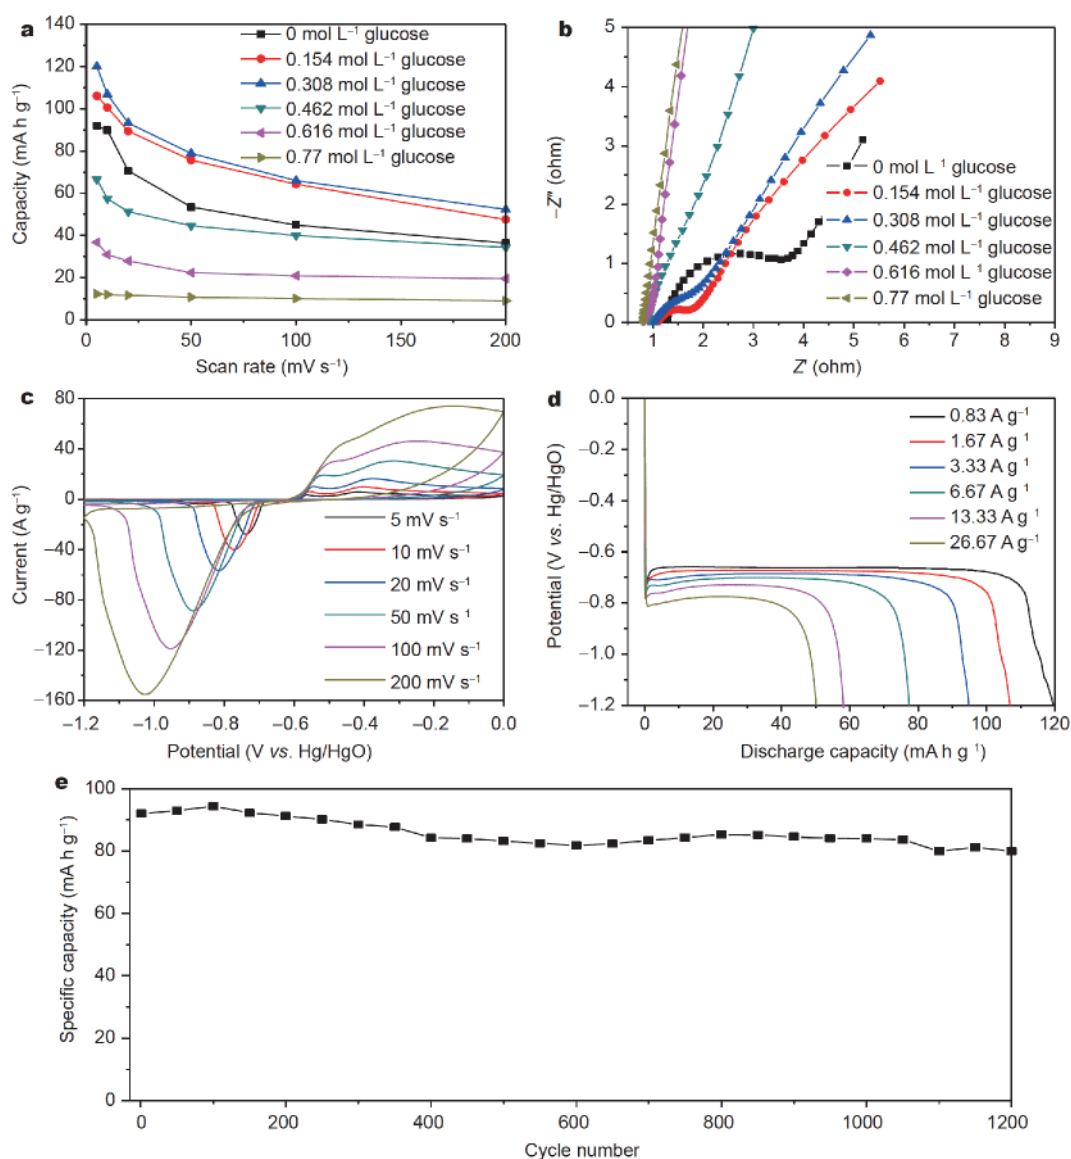 a
140
120
100
80
60
40
20
0
Capacity (mA h g⁻¹)
0
50
100
150
200
Scan rate (mV s⁻¹)
0 mol L⁻¹ glucose
0.154 mol L⁻¹ glucose
0.308 mol L⁻¹ glucose
0.462 mol L⁻¹ glucose
0.616 mol L⁻¹ glucose
0.77 mol L⁻¹ glucose
b
5
4
3
2
1
0
−Z″ (ohm)
1
2
3
4
5
6
7
8
9
Z′ (ohm)
0 mol L⁻¹ glucose
0.154 mol L⁻¹ glucose
0.308 mol L⁻¹ glucose
0.462 mol L⁻¹ glucose
0.616 mol L⁻¹ glucose
0.77 mol L⁻¹ glucose
c
80
40
0
−40
−80
−120
−160
Current (A g⁻¹)
−1.2
−1.0
−0.8
−0.6
−0.4
−0.2
0.0
Potential (V vs. Hg/HgO)
5 mV s⁻¹
10 mV s⁻¹
20 mV s⁻¹
50 mV s⁻¹
100 mV s⁻¹
200 mV s⁻¹
d
0.0
−0.2
−0.4
−0.6
−0.8
−1.0
−1.2
Potential (V vs. Hg/HgO)
0
20
40
60
80
100
120
Discharge capacity (mA h g⁻¹)
0.83 A g⁻¹
1.67 A g⁻¹
3.33 A g⁻¹
6.67 A g⁻¹
13.33 A g⁻¹
26.67 A g⁻¹
e
100
80
60
40
20
0
Specific capacity (mA h g⁻¹)
0
200
400
600
800
1000
1200
Cycle number